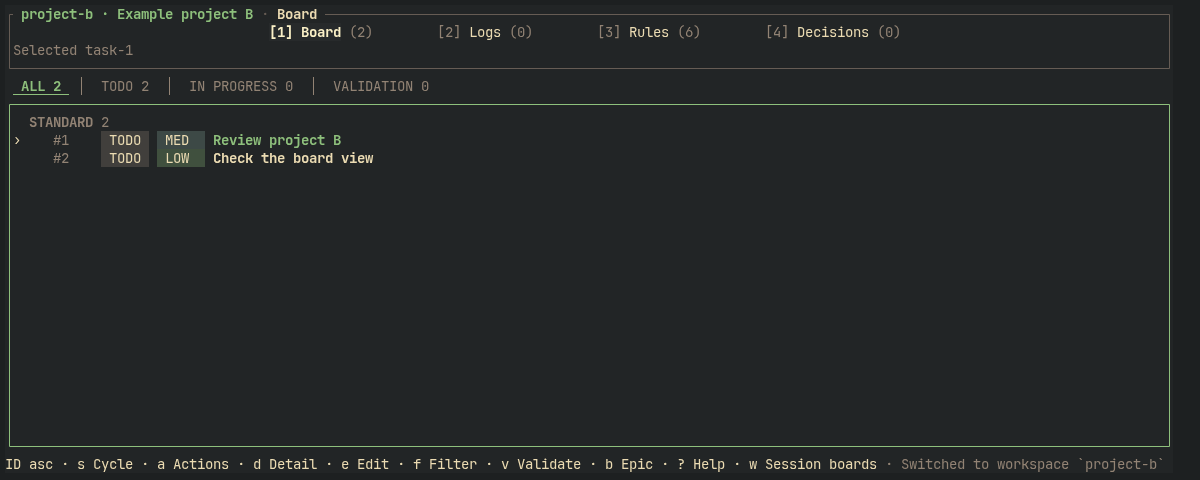 project-b · Example project B · Board
[1] Board (2) [2] Logs (0) [3] Rules (6) [4] Decisions (0)
Selected task-1
ALL 2 │ TODO 2 │ IN PROGRESS 0 │ VALIDATION 0
STANDARD 2
› #1 TODO MED Review project B
#2 TODO LOW Check the board view
ID asc · s Cycle · a Actions · d Detail · e Edit · f Filter · v Validate · b Epic · ? Help · w Session boards · Switched to workspace `project-b`